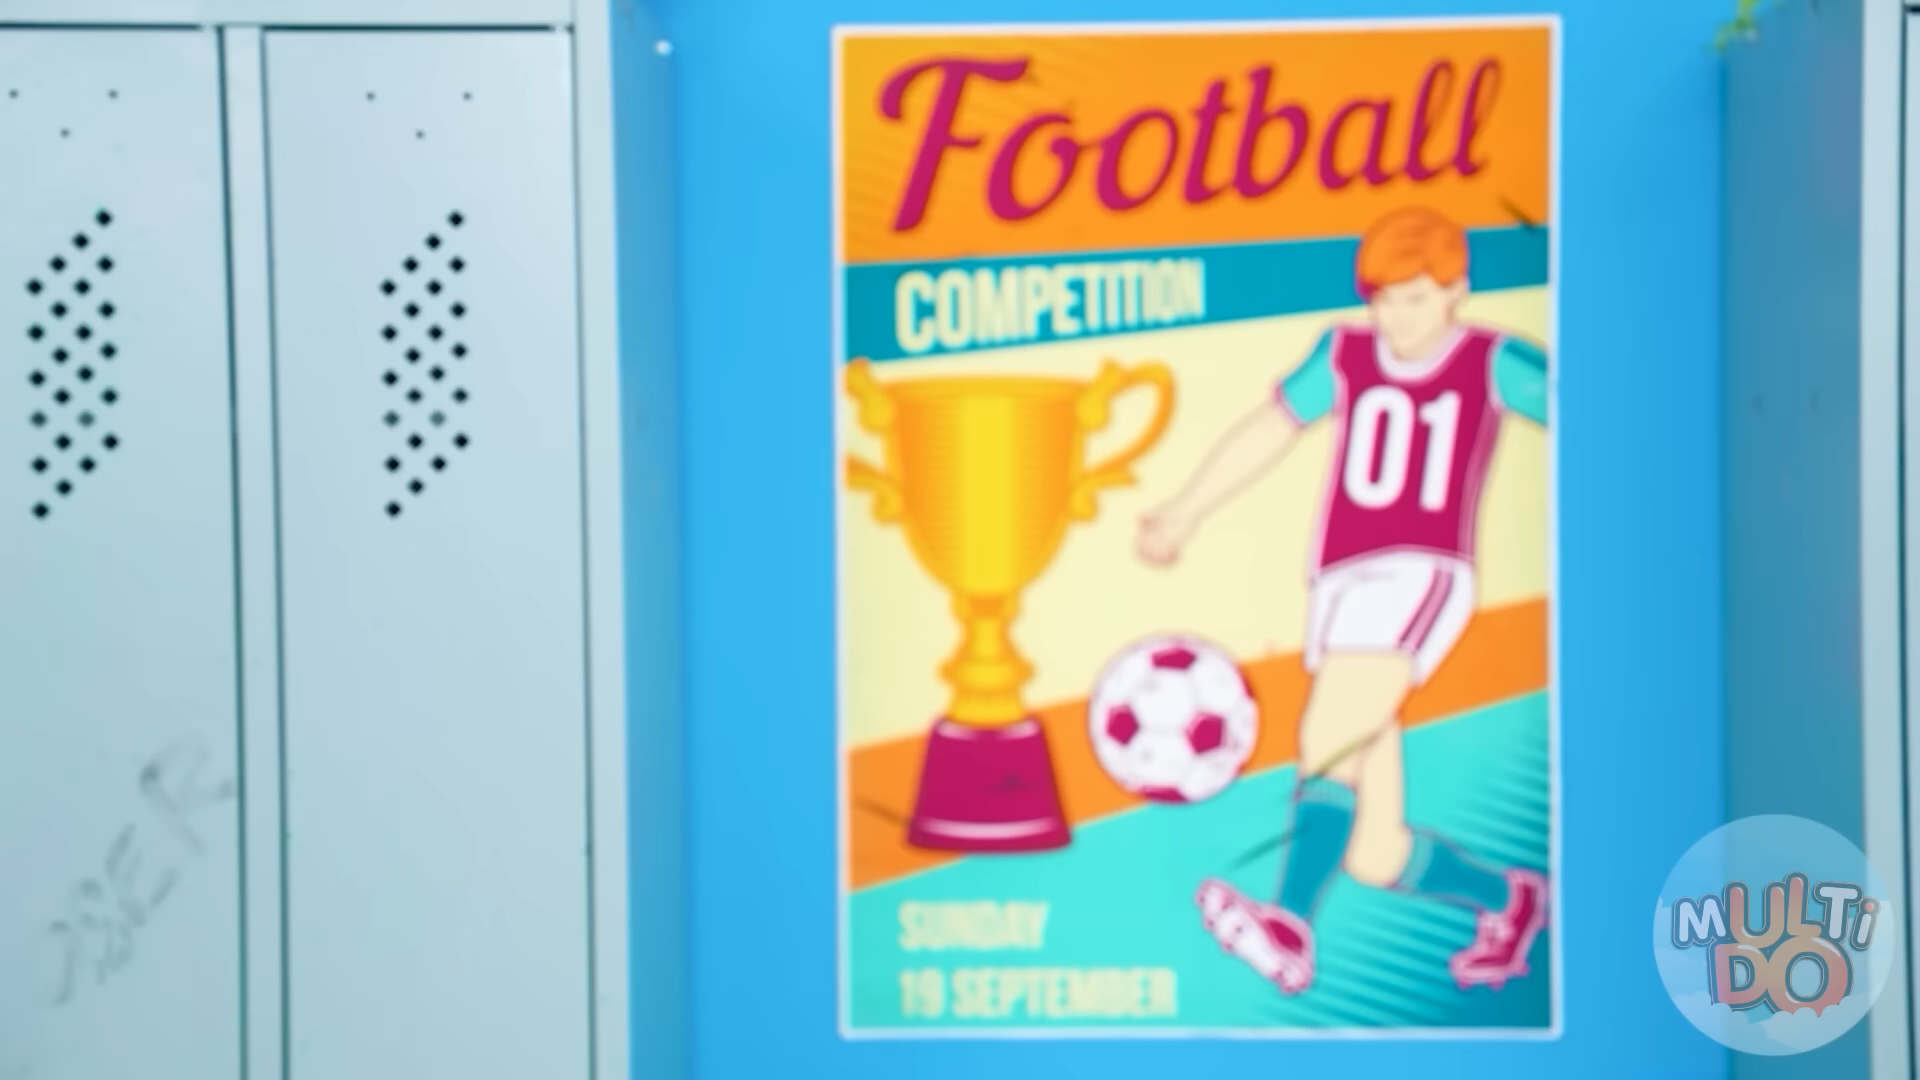 Football
COMPETITION
01
SUNDAY
19 SEPTEMBER
MULTi
DO